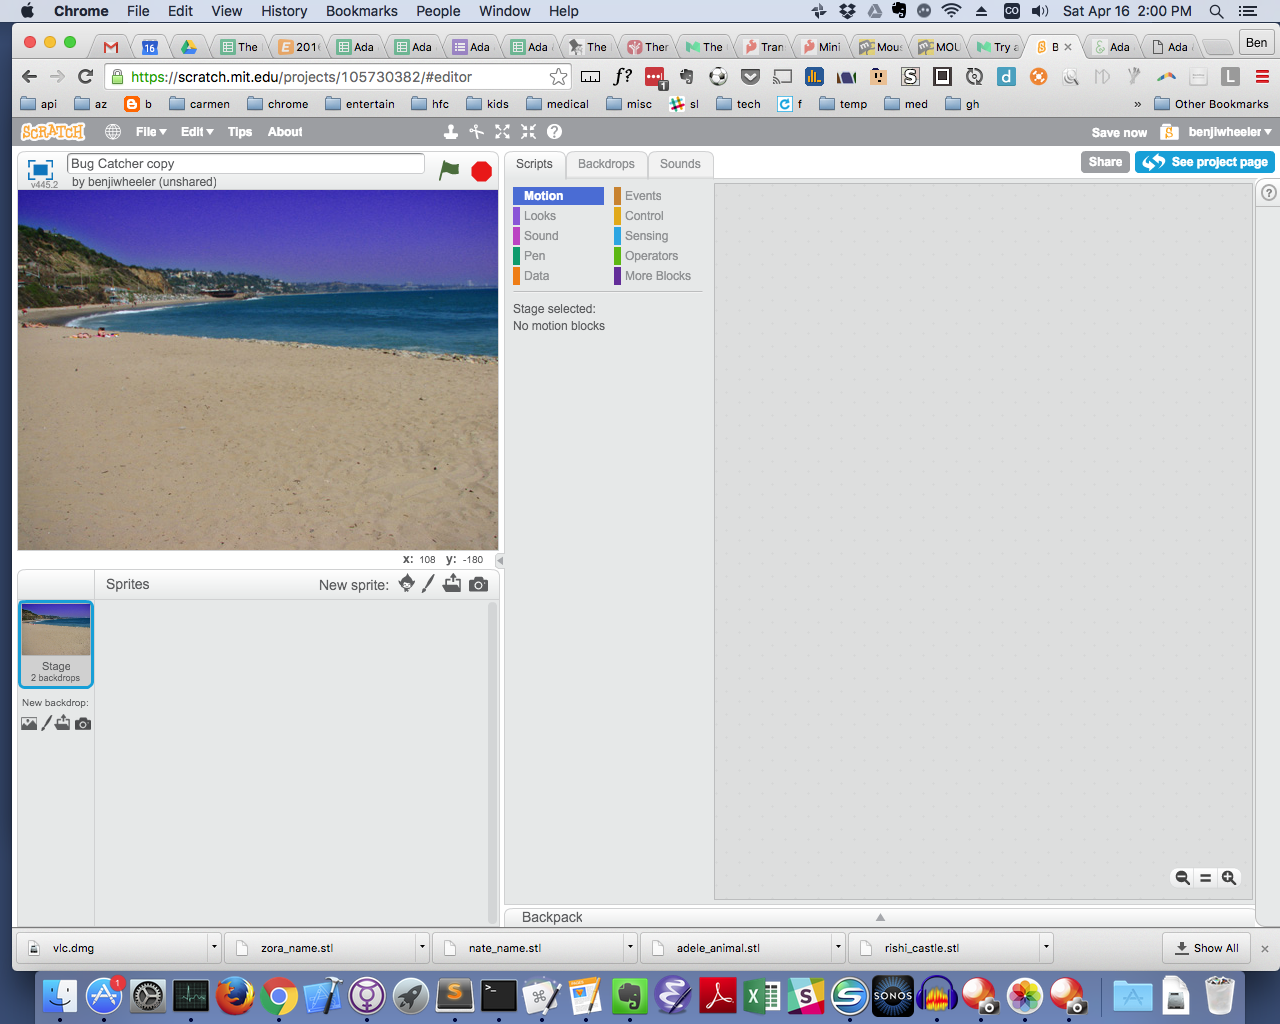 Chrome File Edit View History Bookmarks People Window Help Sat Apr 16 2:00 PM
16 The 201 Ada Ada Ada Ada The Ther The Tran Mini Mous MOU Try a B Ada Ada Ben
https://scratch.mit.edu/projects/105730382/#editor
api az b carmen chrome entertain hfc kids medical misc sl tech f temp med gh » Other Bookmarks
SCRATCH File Edit Tips About Save now benjiwheeler
v445.2 Bug Catcher copy
by benjiwheeler (unshared)
Scripts Backdrops Sounds Share See project page
Motion Events
Looks Control
Sound Sensing
Pen Operators
Data More Blocks
Stage selected:
No motion blocks
x: 108 y: -180
Sprites New sprite:
Stage
2 backdrops
New backdrop:
Backpack
vlc.dmg zora_name.stl nate_name.stl adele_animal.stl rishi_castle.stl Show All
1
SONOS